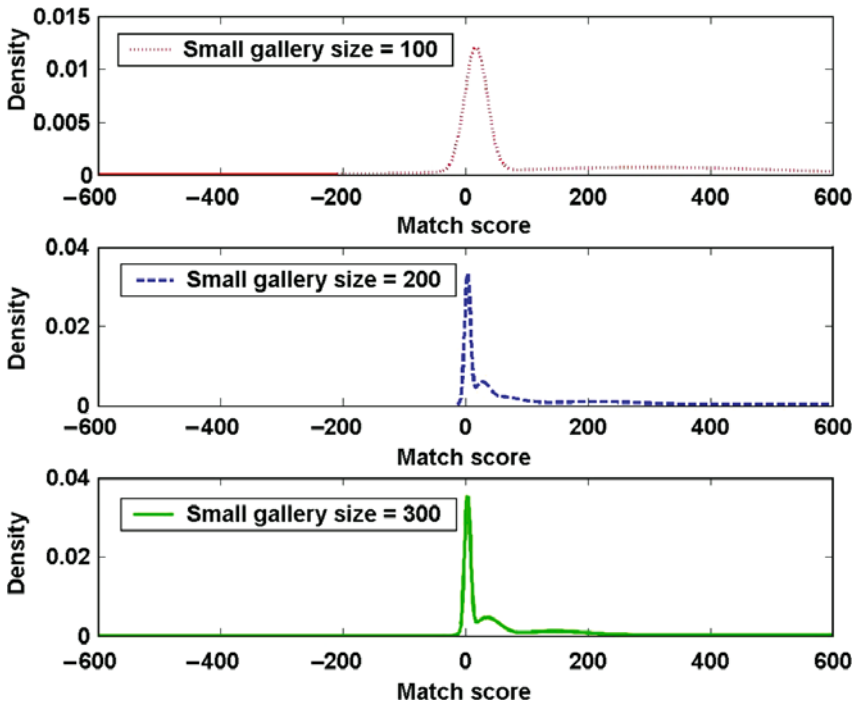 0.015
Small gallery size = 100
0.01
Density
0.005
0
−600 −400 −200 0 200 400 600
Match score
0.04
Small gallery size = 200
Density
0.02
0
−600 −400 −200 0 200 400 600
Match score
0.04
Small gallery size = 300
Density
0.02
0
−600 −400 −200 0 200 400 600
Match score